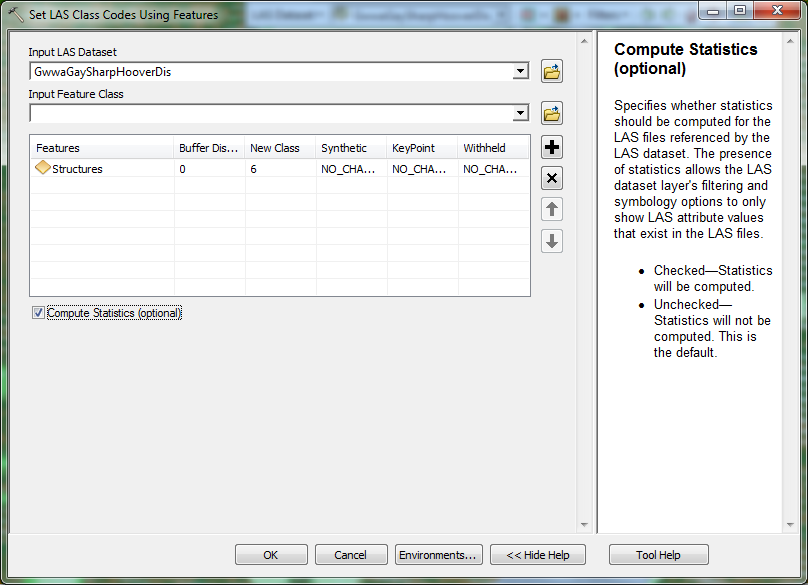 Set LAS Class Codes Using Features
Input LAS Dataset
GwwaGaySharpHooverDis
Input Feature Class
Features Buffer Dis... New Class Synthetic KeyPoint Withheld
Structures 0 6 NO_CHA... NO_CHA... NO_CHA...
Compute Statistics (optional)
OK Cancel Environments... << Hide Help Tool Help
Compute Statistics
(optional)
Specifies whether statistics
should be computed for the
LAS files referenced by the
LAS dataset. The presence
of statistics allows the LAS
dataset layer's filtering and
symbology options to only
show LAS attribute values
that exist in the LAS files.
• Checked—Statistics
will be computed.
• Unchecked—
Statistics will not be
computed. This is
the default.